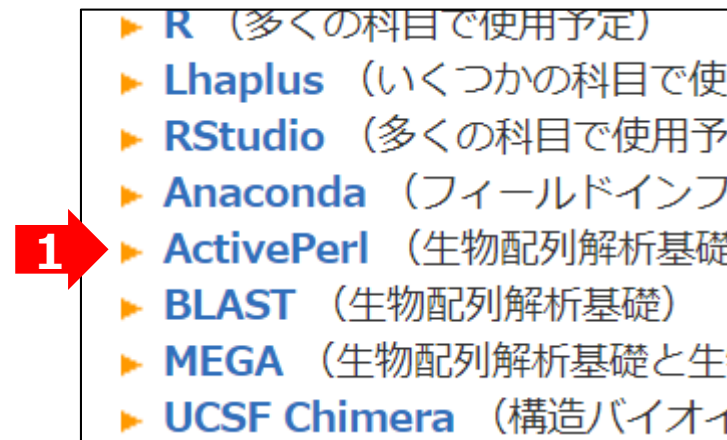 R （多くの科目で使用予定）
Lhaplus （いくつかの科目で使
RStudio （多くの科目で使用予
Anaconda （フィールドインフ
1 ActivePerl （生物配列解析基礎
BLAST （生物配列解析基礎）
MEGA （生物配列解析基礎と生
UCSF Chimera （構造バイオイ